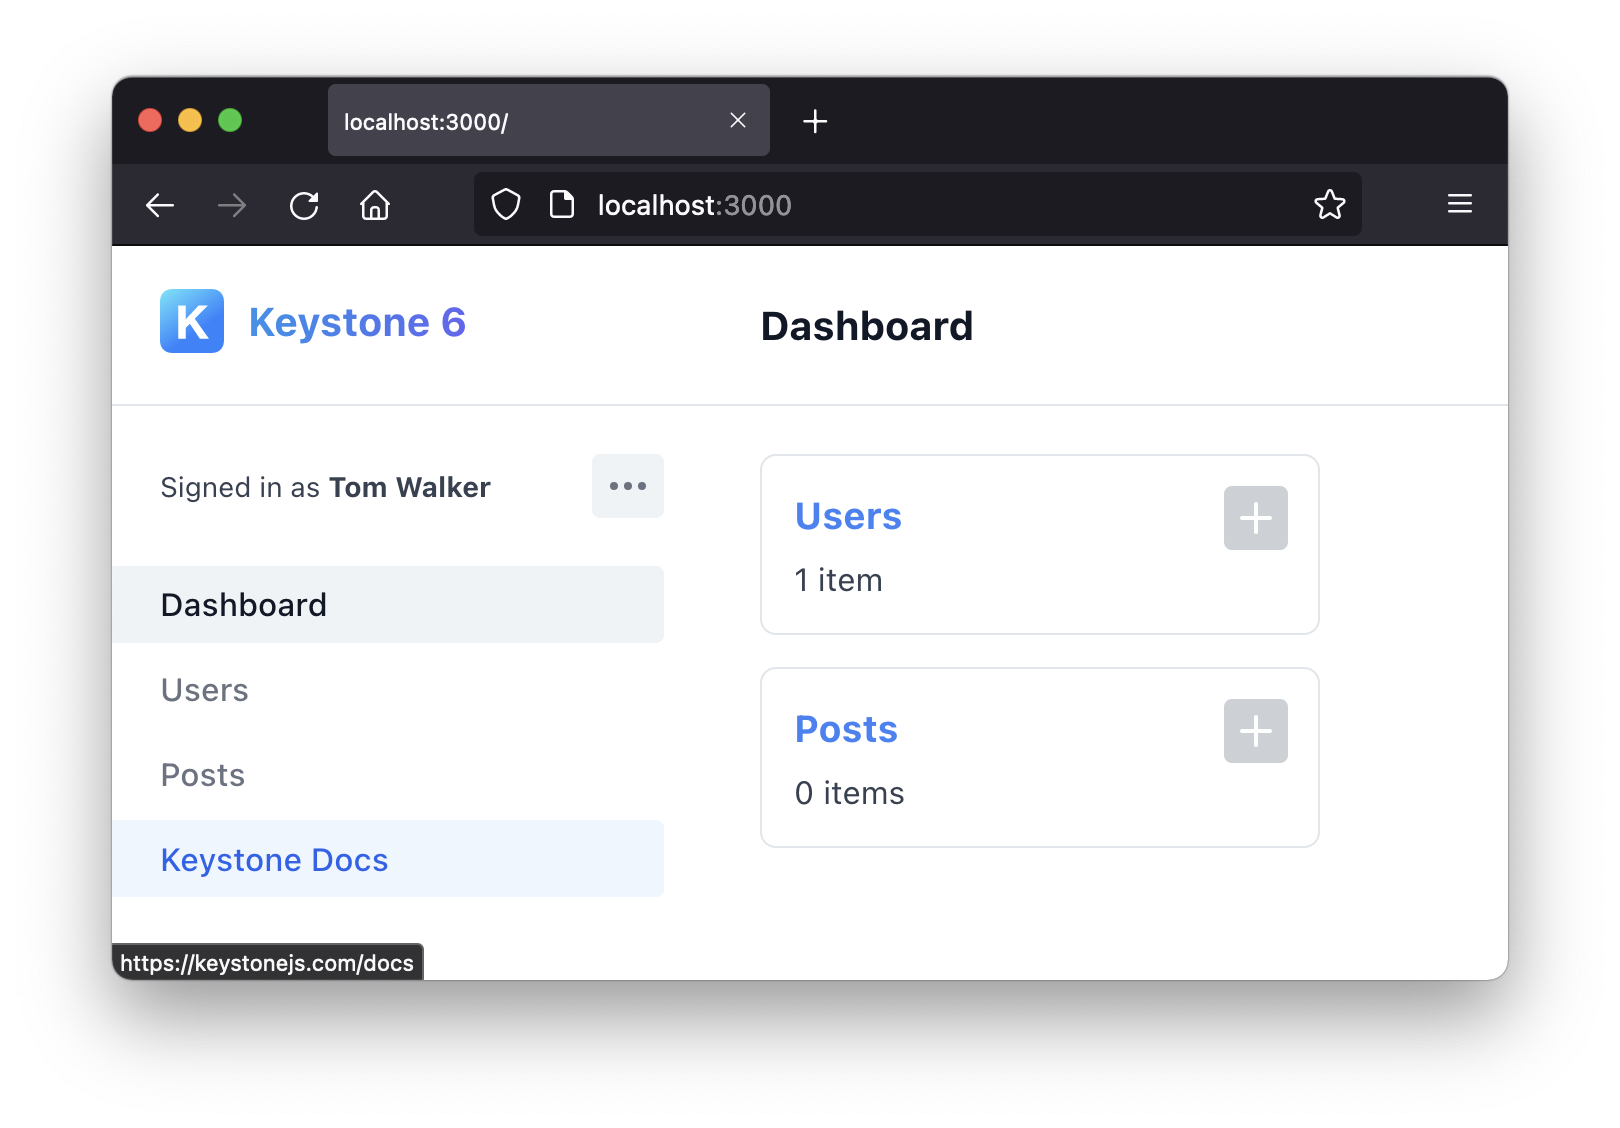 localhost:3000/
localhost:3000
K Keystone 6
Dashboard
Signed in as Tom Walker
Dashboard
Users
Posts
Keystone Docs
Users
1 item
Posts
0 items
https://keystonejs.com/docs